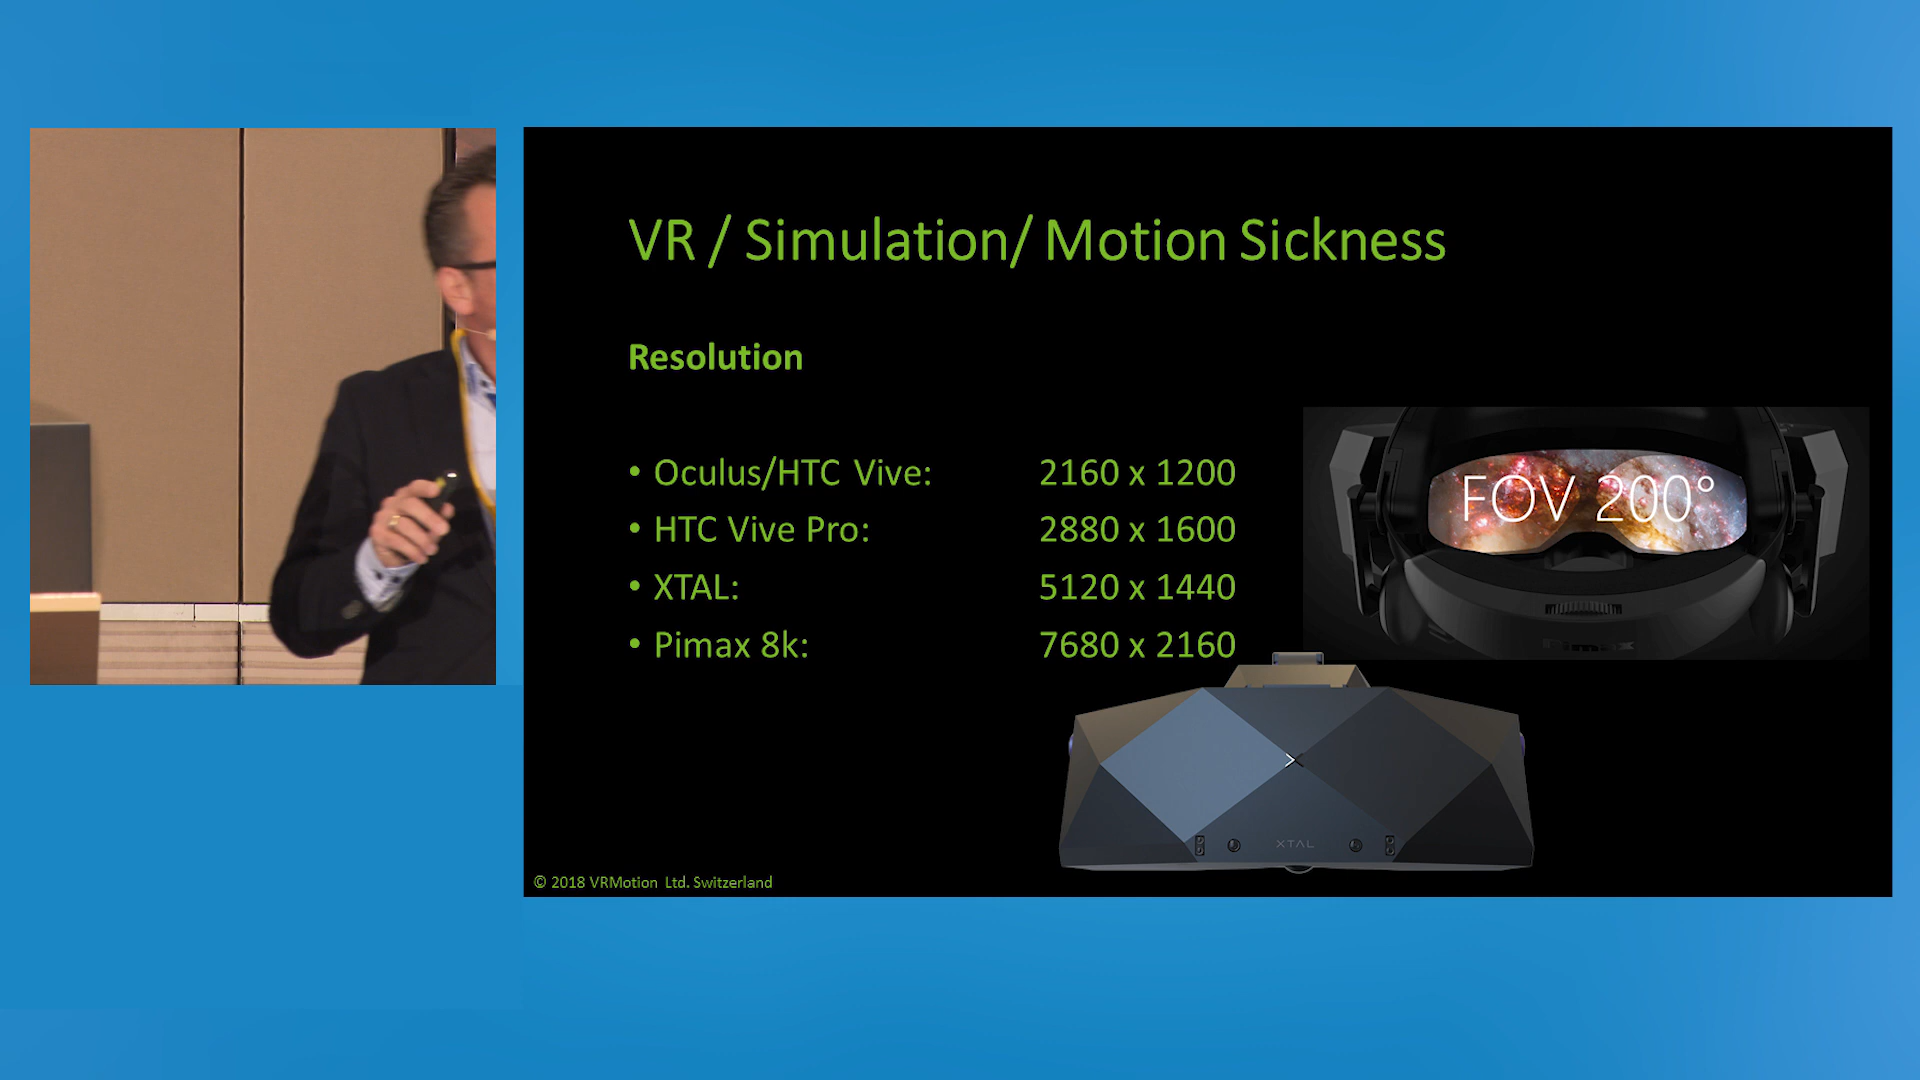 VR / Simulation/ Motion Sickness
Resolution
• Oculus/HTC Vive: 2160 x 1200
• HTC Vive Pro: 2880 x 1600
• XTAL: 5120 x 1440
• Pimax 8k: 7680 x 2160
FOV 200°
XTAL
© 2018 VRMotion Ltd. Switzerland